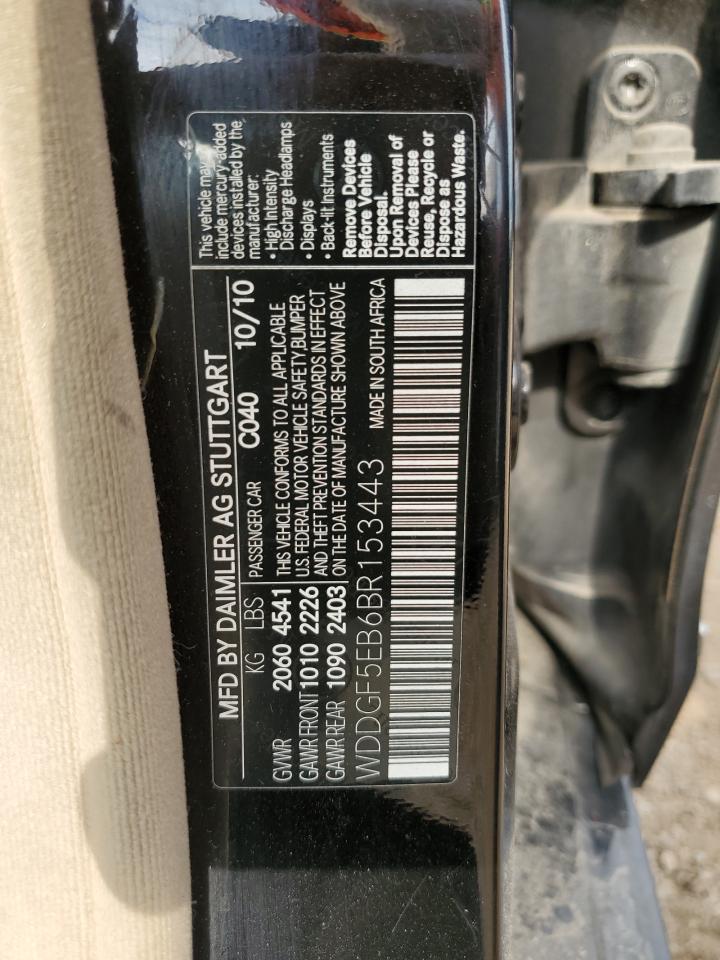 MFD BY DAIMLER AG STUTTGART
KG LBS PASSENGER CAR C040 10/10
GVWR 2060 4541 THIS VEHICLE CONFORMS TO ALL APPLICABLE
GAWR FRONT 1010 2226 U.S. FEDERAL MOTOR VEHICLE SAFETY BUMPER
GAWR REAR 1090 2403 AND THEFT PREVENTION STANDARDS IN EFFECT
ON THE DATE OF MANUFACTURE SHOWN ABOVE
WDDGF5EB6BR153443 MADE IN SOUTH AFRICA
This vehicle may
include mercury-added
devices installed by the
manufacturer:
• High Intensity
Discharge Headlamps
• Displays
• Back-lit Instruments
Remove Devices
Before Vehicle
Disposal.
Upon Removal of
Devices Please
Reuse, Recycle or
Dispose as
Hazardous Waste.